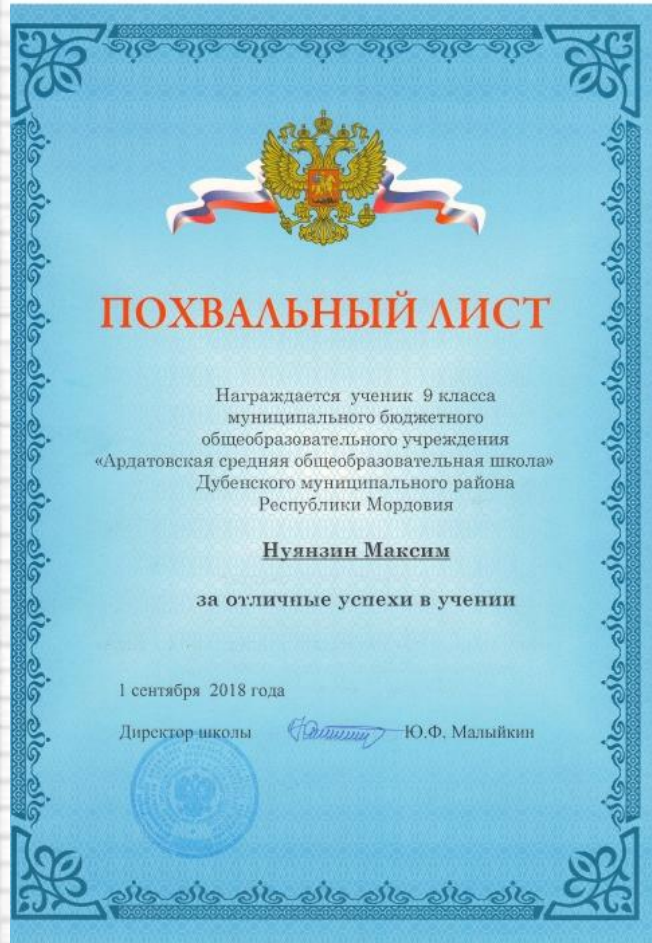 ПОХВАЛЬНЫЙ ЛИСТ
Награждается ученик 9 класса
муниципального бюджетного
общеобразовательного учреждения
«Ардатовская средняя общеобразовательная школа»
Дубенского муниципального района
Республики Мордовия
Нуянзин Максим
за отличные успехи в учении
1 сентября 2018 года
Директор школы Ю.Ф. Малыйкин